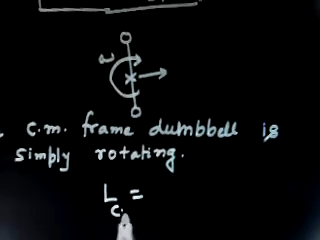 ω
c.m. frame dumbbell is
simply rotating.
L c. =